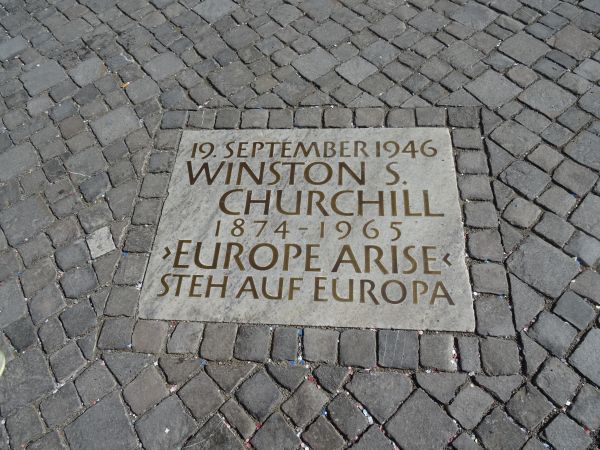 19. SEPTEMBER 1946
WINSTON S.
CHURCHILL
1874-1965
›EUROPE ARISE‹
STEH AUF EUROPA